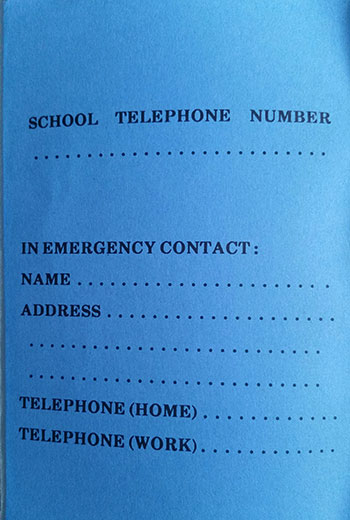 SCHOOL TELEPHONE NUMBER
. . . . . . . . . . . . . . . . . . . . . . . . . . .
IN EMERGENCY CONTACT :
NAME . . . . . . . . . . . . . . . . . . . . . . . .
ADDRESS . . . . . . . . . . . . . . . . . . . . .
. . . . . . . . . . . . . . . . . . . . . . . . . . .
. . . . . . . . . . . . . . . . . . . . . . . . . . .
TELEPHONE (HOME) . . . . . . . . . . . .
TELEPHONE (WORK) . . . . . . . . . . . .